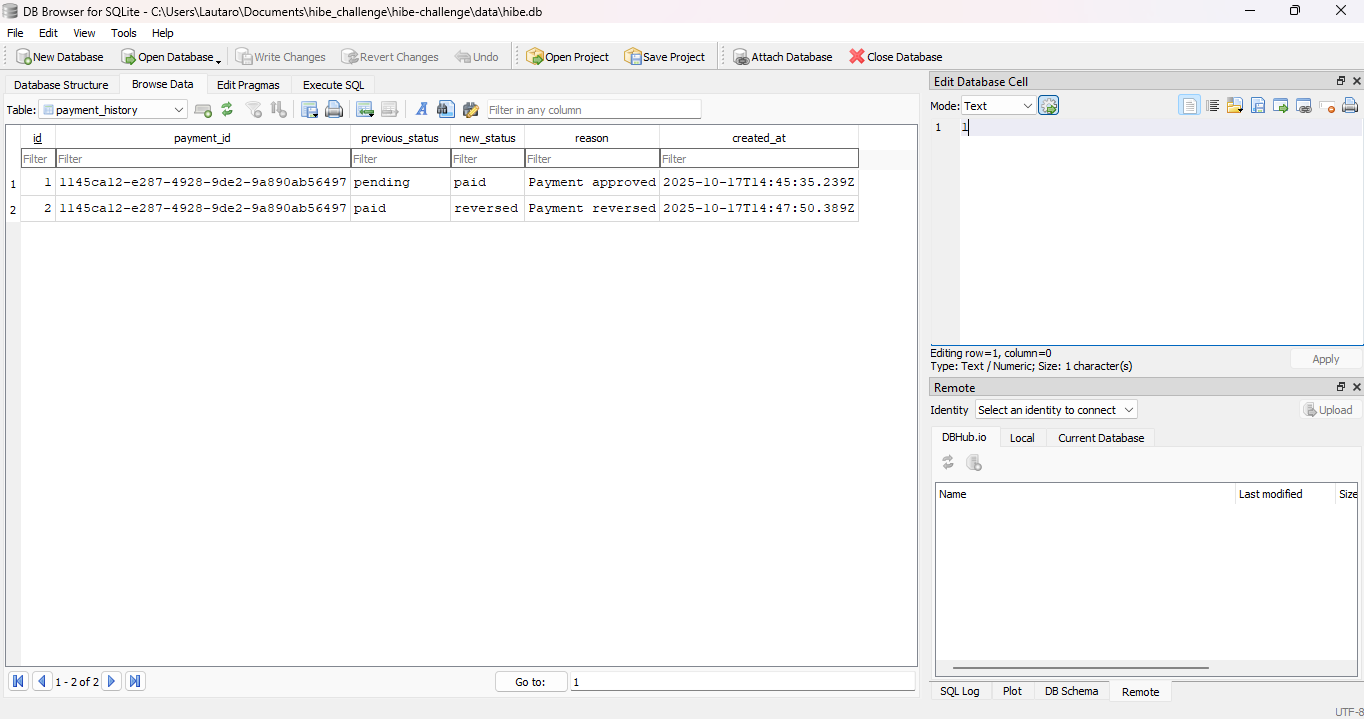 DB Browser for SQLite - C:\Users\Lautaro\Documents\hibe_challenge\hibe-challenge\data\hibe.db
File Edit View Tools Help
New Database Open Database Write Changes Revert Changes Undo Open Project Save Project Attach Database Close Database
Database Structure Browse Data Edit Pragmas Execute SQL
Table: payment_history Filter in any column
id payment_id previous_status new_status reason created_at
Filter Filter Filter Filter Filter Filter
1 1 1145ca12-e287-4928-9de2-9a890ab56497 pending paid Payment approved 2025-10-17T14:45:35.239Z
2 2 1145ca12-e287-4928-9de2-9a890ab56497 paid reversed Payment reversed 2025-10-17T14:47:50.389Z
1 - 2 of 2 Go to: 1
Edit Database Cell
Mode: Text
1 1
Editing row=1, column=0
Type: Text / Numeric; Size: 1 character(s)
Apply
Remote
Identity Select an identity to connect Upload
DBHub.io Local Current Database
Name Last modified Size
SQL Log Plot DB Schema Remote
UTF-8